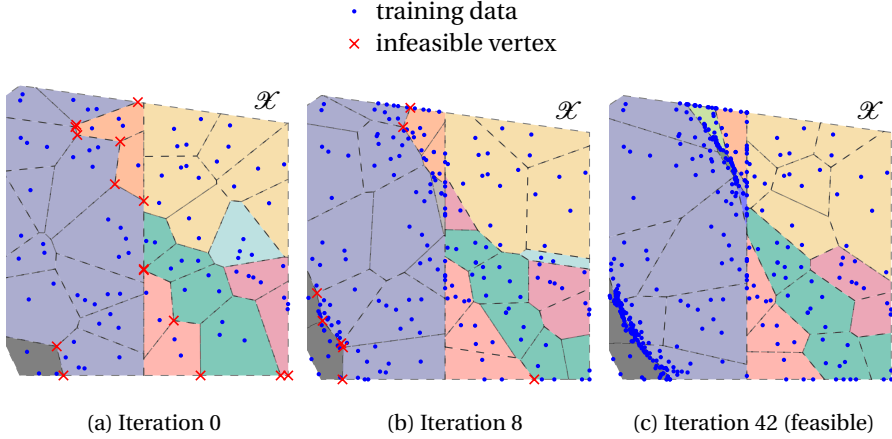 training data
infeasible vertex
𝒳
𝒳
𝒳
(a) Iteration 0
(b) Iteration 8
(c) Iteration 42 (feasible)